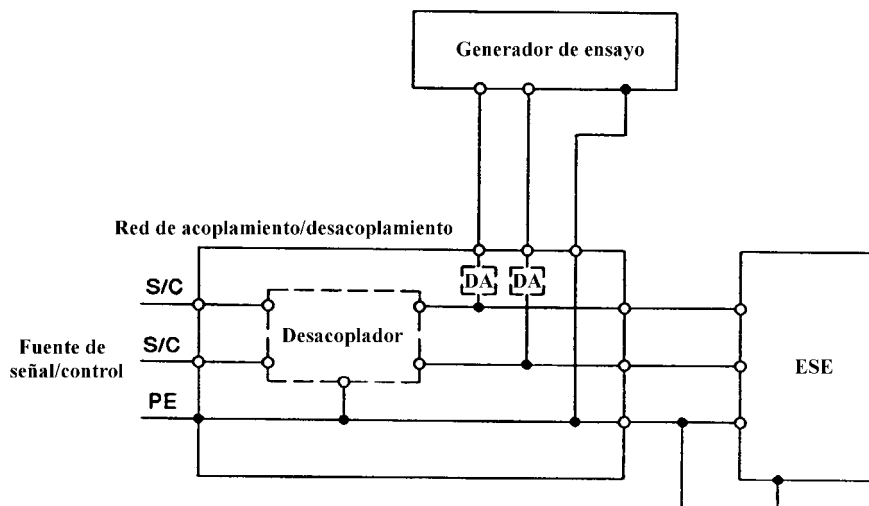 Generador de ensayo
Red de acoplamiento/desacoplamiento
DA DA
S/C
Desacoplador
Fuente de
señal/control
S/C
ESE
PE